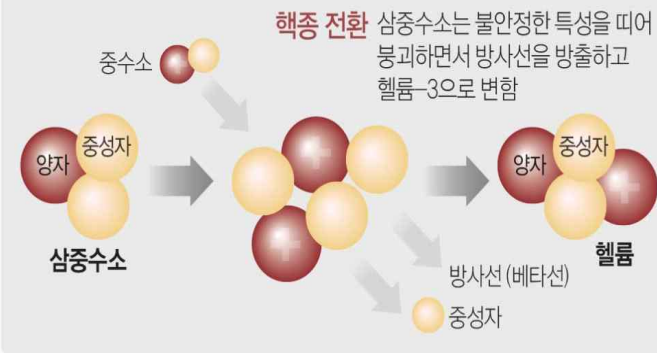 핵종 전환 삼중수소는 불안정한 특성을 띠어
붕괴하면서 방사선을 방출하고
헬륨-3으로 변함
중수소
양자 중성자
삼중수소
양자 중성자
헬륨
방사선(베타선)
중성자